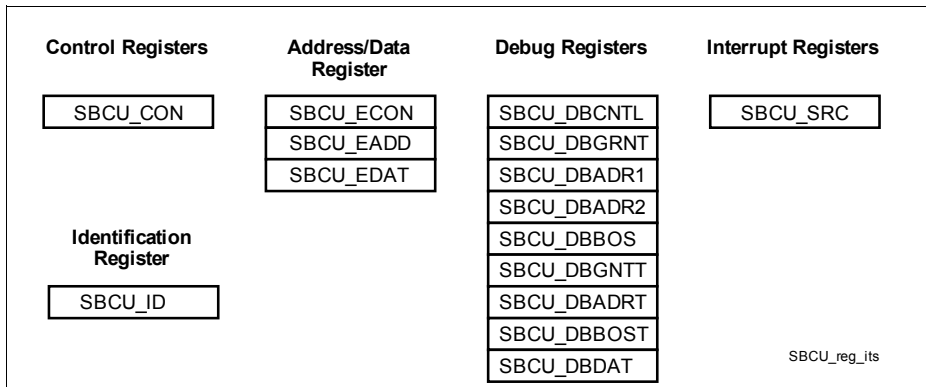 Control Registers
SBCU_CON
Identification
Register
SBCU_ID
Address/Data
Register
SBCU_ECON
SBCU_EADD
SBCU_EDAT
Debug Registers
SBCU_DBCNTL
SBCU_DBGRNT
SBCU_DBADR1
SBCU_DBADR2
SBCU_DBBOS
SBCU_DBGNTT
SBCU_DBADRT
SBCU_DBBOST
SBCU_DBDAT
Interrupt Registers
SBCU_SRC
SBCU_reg_its